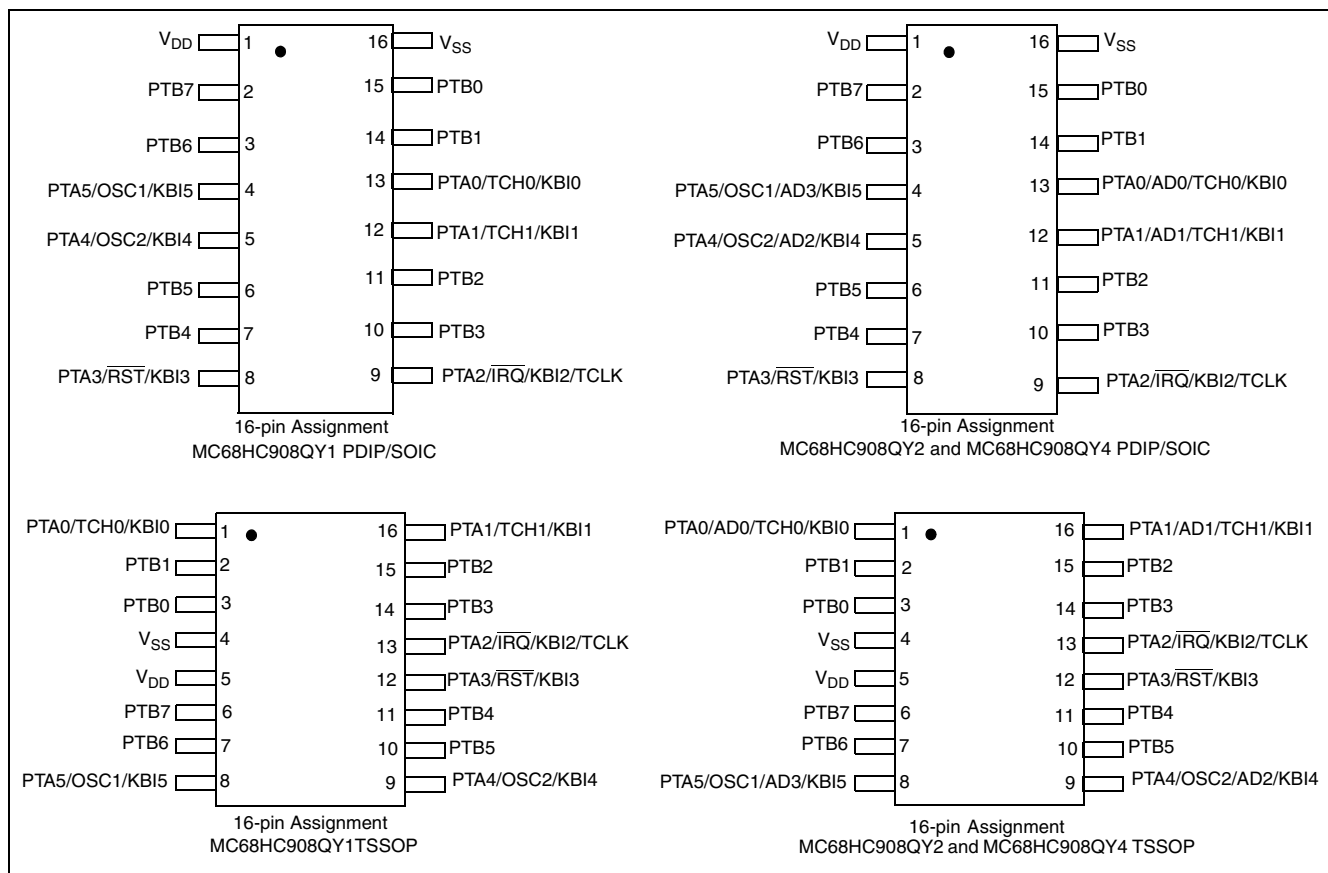 VDD 1 16 VSS
PTB7 2 15 PTB0
PTB6 3 14 PTB1
PTA5/OSC1/KBI5 4 13 PTA0/TCH0/KBI0
PTA4/OSC2/KBI4 5 12 PTA1/TCH1/KBI1
PTB5 6 11 PTB2
PTB4 7 10 PTB3
PTA3/R̅S̅T̅/KBI3 8 9 PTA2/I̅R̅Q̅/KBI2/TCLK
16-pin Assignment
MC68HC908QY1 PDIP/SOIC
VDD 1 16 VSS
PTB7 2 15 PTB0
PTB6 3 14 PTB1
PTA5/OSC1/AD3/KBI5 4 13 PTA0/AD0/TCH0/KBI0
PTA4/OSC2/AD2/KBI4 5 12 PTA1/AD1/TCH1/KBI1
PTB5 6 11 PTB2
PTB4 7 10 PTB3
PTA3/R̅S̅T̅/KBI3 8 9 PTA2/I̅R̅Q̅/KBI2/TCLK
16-pin Assignment
MC68HC908QY2 and MC68HC908QY4 PDIP/SOIC
PTA0/TCH0/KBI0 1 16 PTA1/TCH1/KBI1
PTB1 2 15 PTB2
PTB0 3 14 PTB3
VSS 4 13 PTA2/I̅R̅Q̅/KBI2/TCLK
VDD 5 12 PTA3/R̅S̅T̅/KBI3
PTB7 6 11 PTB4
PTB6 7 10 PTB5
PTA5/OSC1/KBI5 8 9 PTA4/OSC2/KBI4
16-pin Assignment
MC68HC908QY1TSSOP
PTA0/AD0/TCH0/KBI0 1 16 PTA1/AD1/TCH1/KBI1
PTB1 2 15 PTB2
PTB0 3 14 PTB3
VSS 4 13 PTA2/I̅R̅Q̅/KBI2/TCLK
VDD 5 12 PTA3/R̅S̅T̅/KBI3
PTB7 6 11 PTB4
PTB6 7 10 PTB5
PTA5/OSC1/AD3/KBI5 8 9 PTA4/OSC2/AD2/KBI4
16-pin Assignment
MC68HC908QY2 and MC68HC908QY4 TSSOP